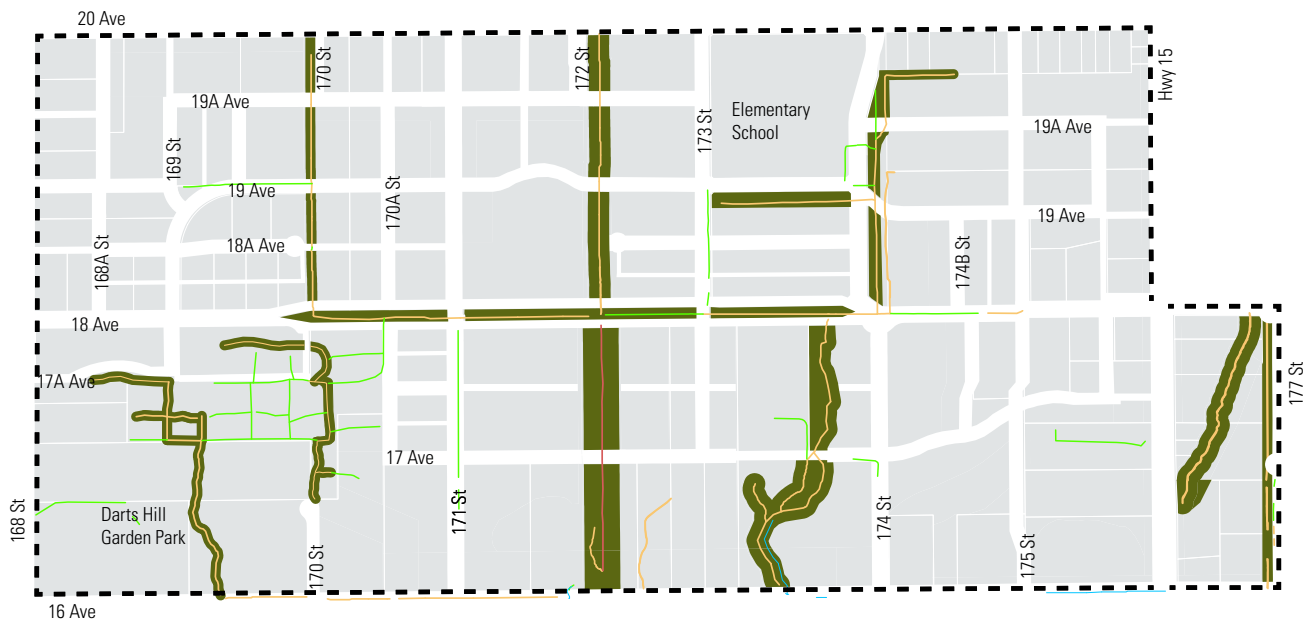 20 Ave
170 St
172 St
Hwy 15
19A Ave
Elementary
School
173 St
19A Ave
169 St
19 Ave
170A St
19 Ave
18A Ave
168A St
174B St
18 Ave
17A Ave
177 St
17 Ave
168 St
Darts Hill
Garden Park
170 St
171 St
174 St
175 St
16 Ave